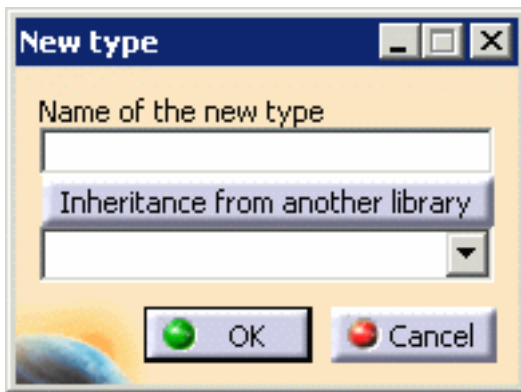 New type
Name of the new type
Inheritance from another library
OK
Cancel